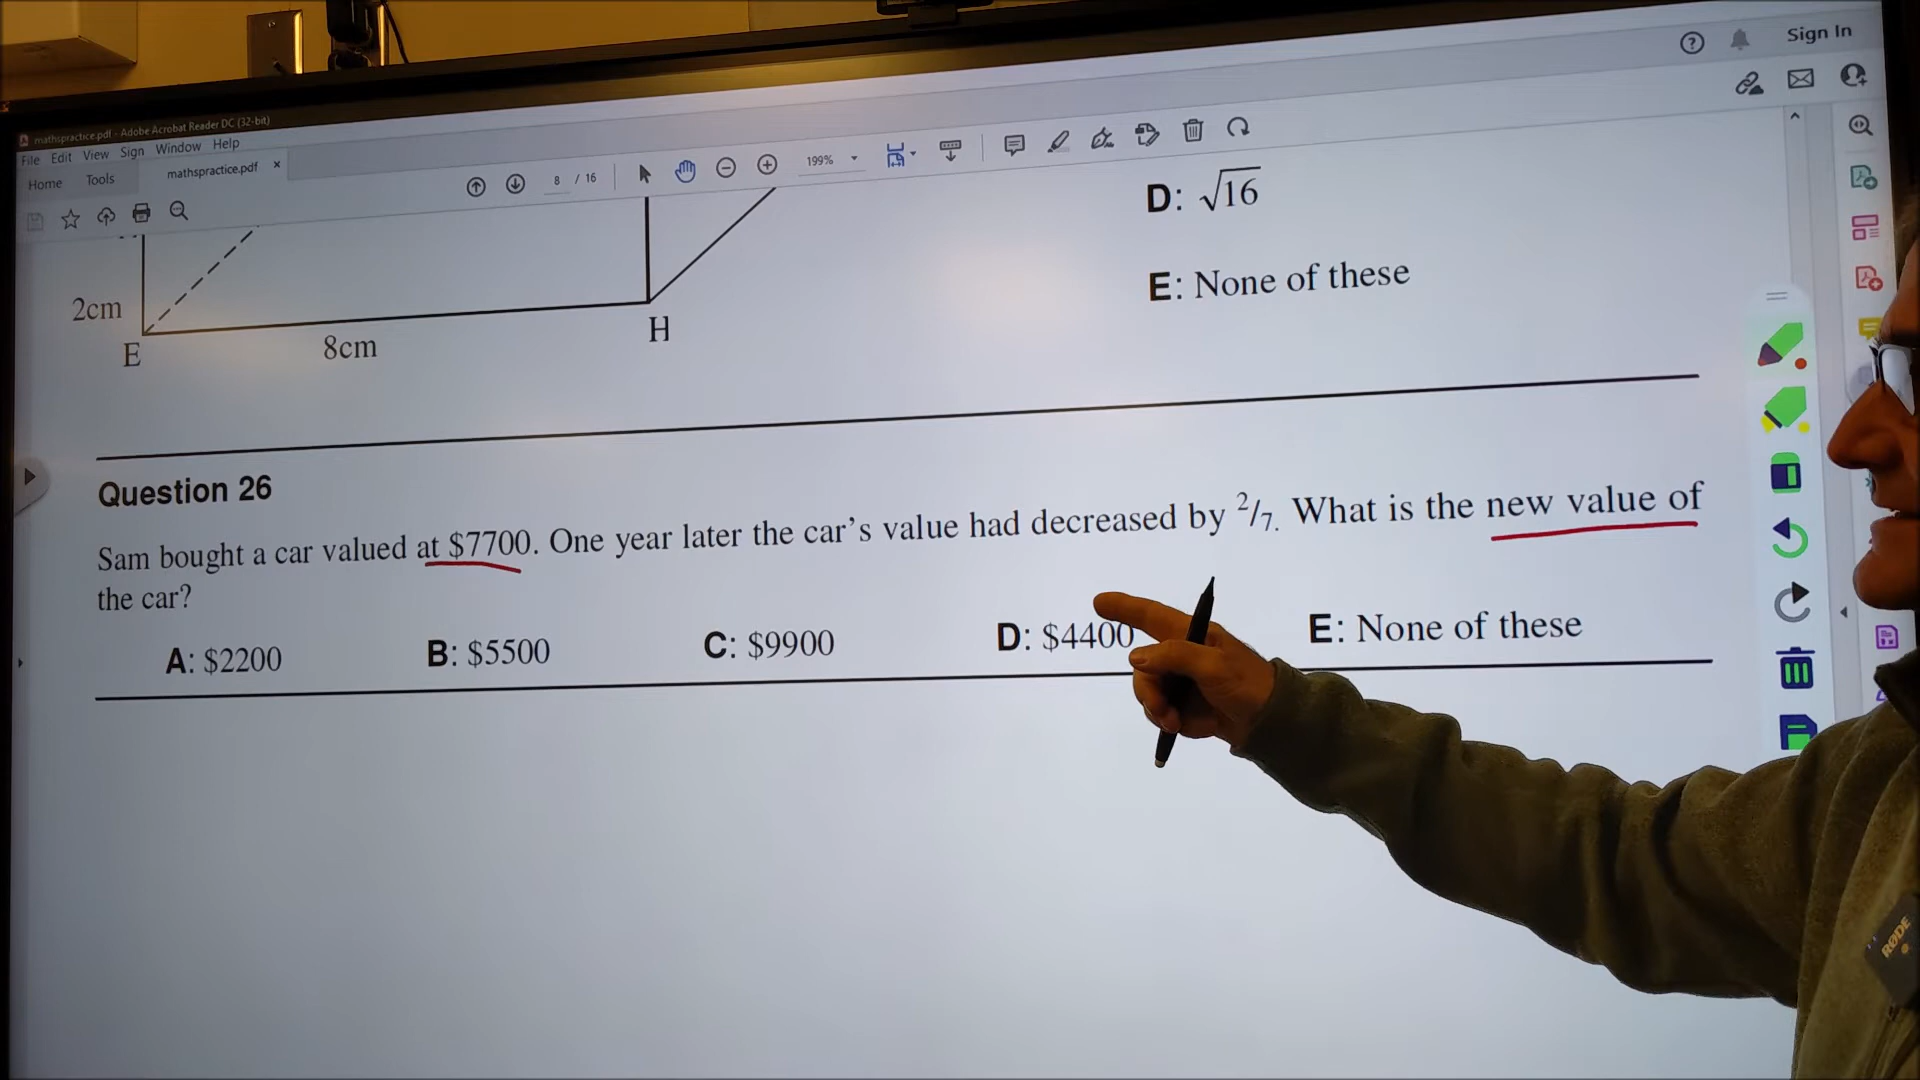 mathspractice.pdf - Adobe Acrobat Reader DC (32-bit)
Sign In
File Edit View Sign Window Help
Home Tools mathspractice.pdf ×
8 / 16 199%
D: √16
2cm
E: None of these
E 8cm H
Question 26
Sam bought a car valued at $7700. One year later the car's value had decreased by 2/7. What is the new value of
the car?
A: $2200 B: $5500 C: $9900 D: $4400 E: None of these
RØDE